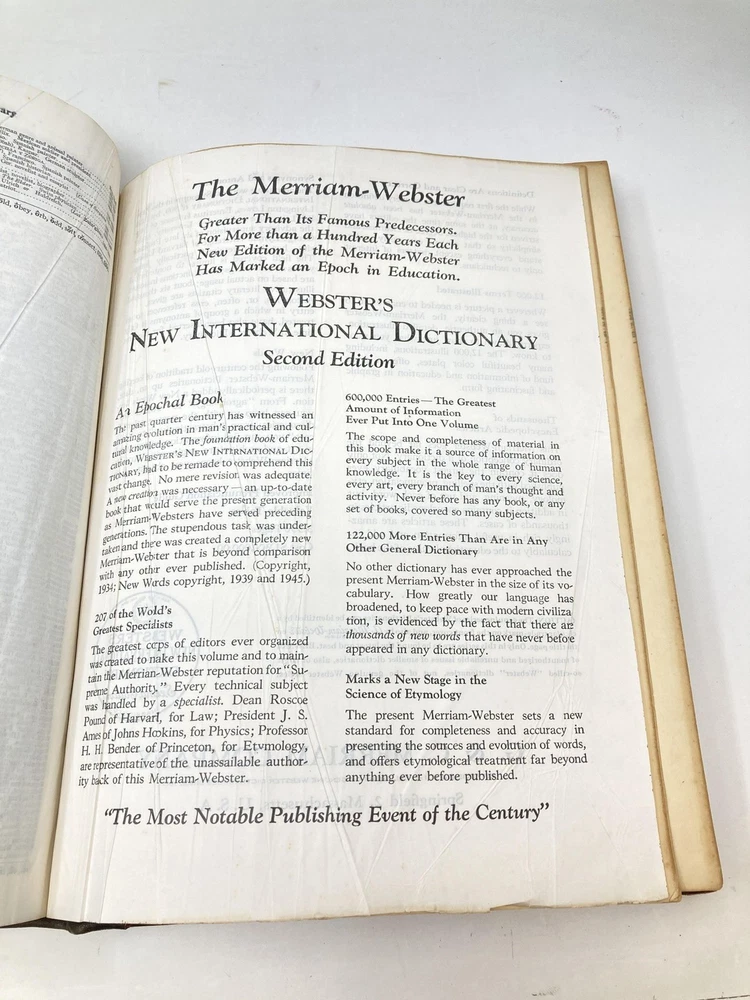 The Merriam-Webster
Greater Than Its Famous Predecessors.
For More than a Hundred Years Each
New Edition of the Merriam-Webster
Has Marked an Epoch in Education.
WEBSTER'S
NEW INTERNATIONAL DICTIONARY
Second Edition
An Epochal Book
The past quarter century has witnessed an
amazing evolution in man's practical and cul-
tural knowledge. The foundation book of edu-
cation, WEBSTER'S NEW INTERNATIONAL DIC-
TIONARY, had to be remade to comprehend this
vast change. No mere revision was adequate.
A new creation was necessary — an up-to-date
book that would serve the present generation
as Merriam-Websters have served preceding
generations. The stupendous task was under-
taken and there was created a completely new
Merriam-Webster that is beyond comparison
with any other ever published. (Copyright,
1934; New Words copyright, 1939 and 1945.)
207 of the World's
Greatest Specialists
The greatest corps of editors ever organized
was created to make this volume and to main-
tain the Merriam-Webster reputation for "Su-
preme Authority." Every technical subject
was handled by a specialist. Dean Roscoe
Pound of Harvard, for Law; President J. S.
Ames of Johns Hopkins, for Physics; Professor
H. H. Bender of Princeton, for Etymology,
are representative of the unassailable author-
ity back of this Merriam-Webster.
600,000 Entries — The Greatest
Amount of Information
Ever Put Into One Volume
The scope and completeness of material in
this book make it a source of information on
every subject in the whole range of human
knowledge. It is the key to every science,
every art, every branch of man's thought and
activity. Never before has any book, or any
set of books, covered so many subjects.
122,000 More Entries Than Are in Any
Other General Dictionary
No other dictionary has ever approached the
present Merriam-Webster in the size of its vo-
cabulary. How greatly our language has
broadened, to keep pace with modern civiliza
tion, is evidenced by the fact that there are
thousands of new words that have never before
appeared in any dictionary.
Marks a New Stage in the
Science of Etymology
The present Merriam-Webster sets a new
standard for completeness and accuracy in
presenting the sources and evolution of words,
and offers etymological treatment far beyond
anything ever before published.
"The Most Notable Publishing Event of the Century"